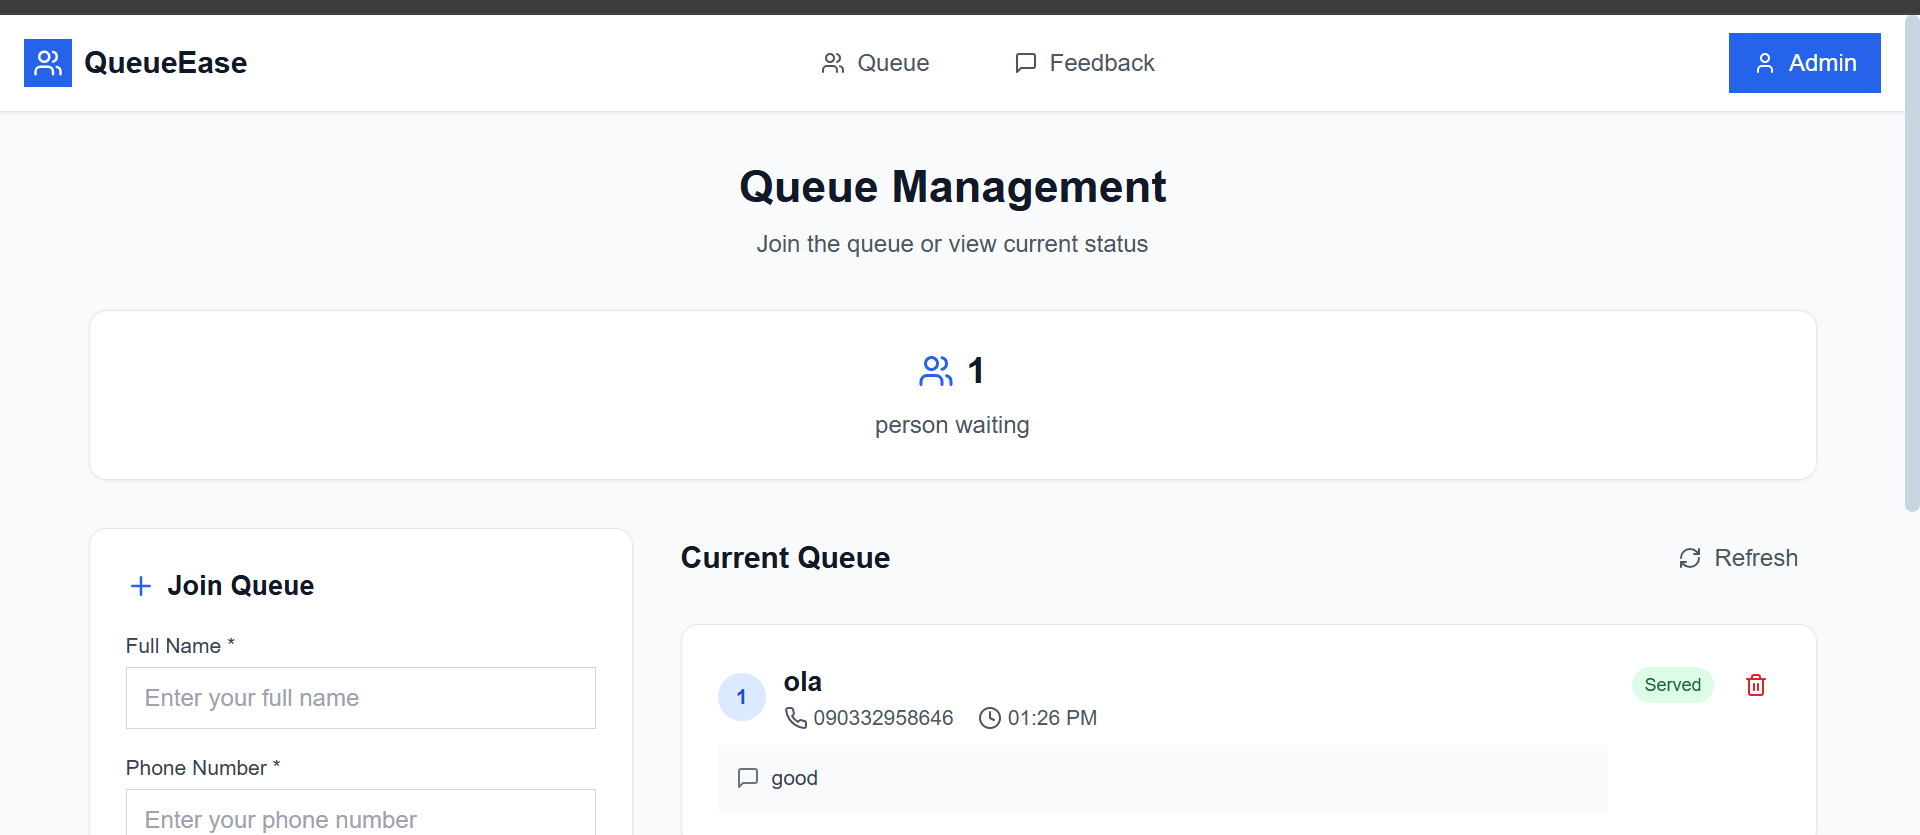 QueueEase
Queue
Feedback
Admin
Queue Management
Join the queue or view current status
1
person waiting
Join Queue
Full Name *
Enter your full name
Phone Number *
Enter your phone number
Current Queue
Refresh
1
ola
Served
090332958646
01:26 PM
good